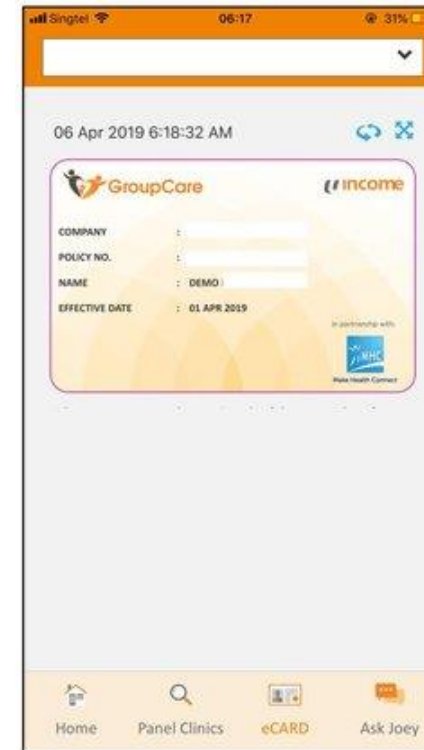 Singtel 06:17 31%
06 Apr 2019 6:18:32 AM
GroupCare income
COMPANY :
POLICY NO. :
NAME : DEMO
EFFECTIVE DATE : 01 APR 2019
in partnership with
MHC
Make Health Connect
Home Panel Clinics eCARD Ask Joey